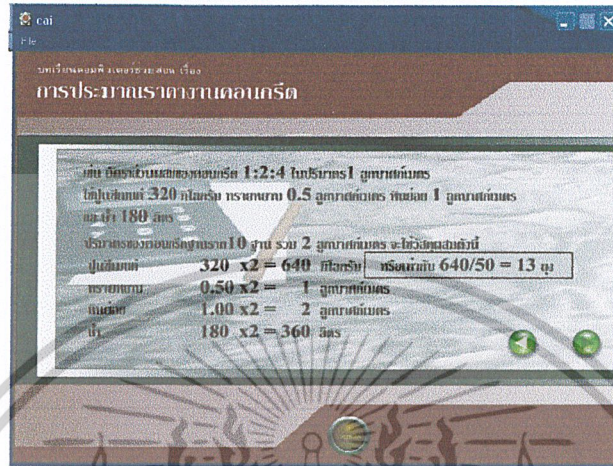 cai
File
บทเรียนคอมพิวเตอร์ช่วยสอน เรื่อง
การประมาณราคางานคอนกรีต
เช่น อัตราส่วนผสมของคอนกรีต 1:2:4 ในปริมาตร 1 ลูกบาศก์เมตร
ใช้ปูนซีเมนต์ 320 กิโลกรัม ทรายหยาบ 0.5 ลูกบาศก์เมตร หินย่อย 1 ลูกบาศก์เมตร
และน้ำ 180 ลิตร
ปริมาตรของคอนกรีตฐานราก10 ฐาน รวม 2 ลูกบาศก์เมตร จะใช้วัสดุผสมดังนี้
ปูนซีเมนต์ 320 x2 = 640 กิโลกรัม หรือเท่ากับ 640/50 = 13 ถุง
ทรายหยาบ 0.50 x2 = 1 ลูกบาศก์เมตร
หินย่อย 1.00 x2 = 2 ลูกบาศก์เมตร
น้ำ 180 x2 = 360 ลิตร